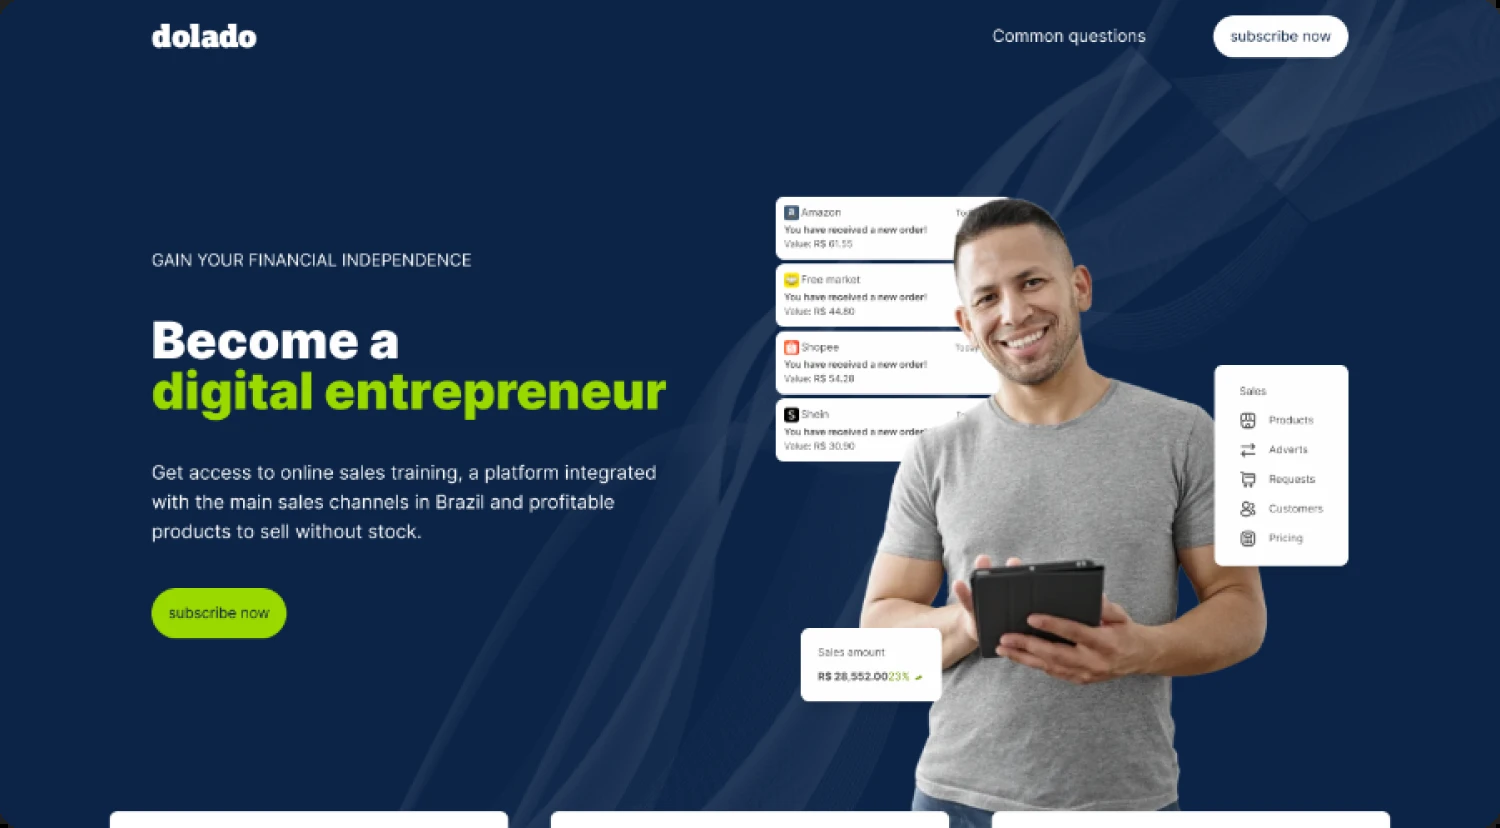 dolado
Common questions
subscribe now
GAIN YOUR FINANCIAL INDEPENDENCE
Become a
digital entrepreneur
Get access to online sales training, a platform integrated
with the main sales channels in Brazil and profitable
products to sell without stock.
subscribe now
Amazon
You have received a new order!
Value: R$ 61.55
Free market
You have received a new order!
Value: R$ 44.80
Shopee
Today
You have received a new order!
Value: R$ 54.28
Shein
You have received a new order!
Value: R$ 30.90
Sales
Products
Adverts
Requests
Customers
Pricing
Sales amount
R$ 28,552.00 23%